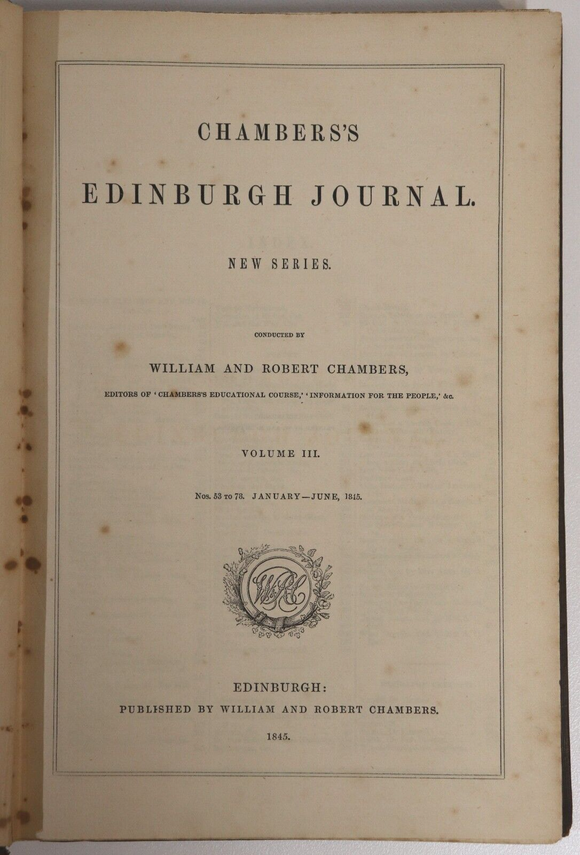 CHAMBERS'S
EDINBURGH JOURNAL.
NEW SERIES.
CONDUCTED BY
WILLIAM AND ROBERT CHAMBERS,
EDITORS OF 'CHAMBERS'S EDUCATIONAL COURSE,' 'INFORMATION FOR THE PEOPLE,' &c.
VOLUME III.
Nos. 53 TO 78. JANUARY—JUNE, 1845.
W&RC
EDINBURGH:
PUBLISHED BY WILLIAM AND ROBERT CHAMBERS.
1845.